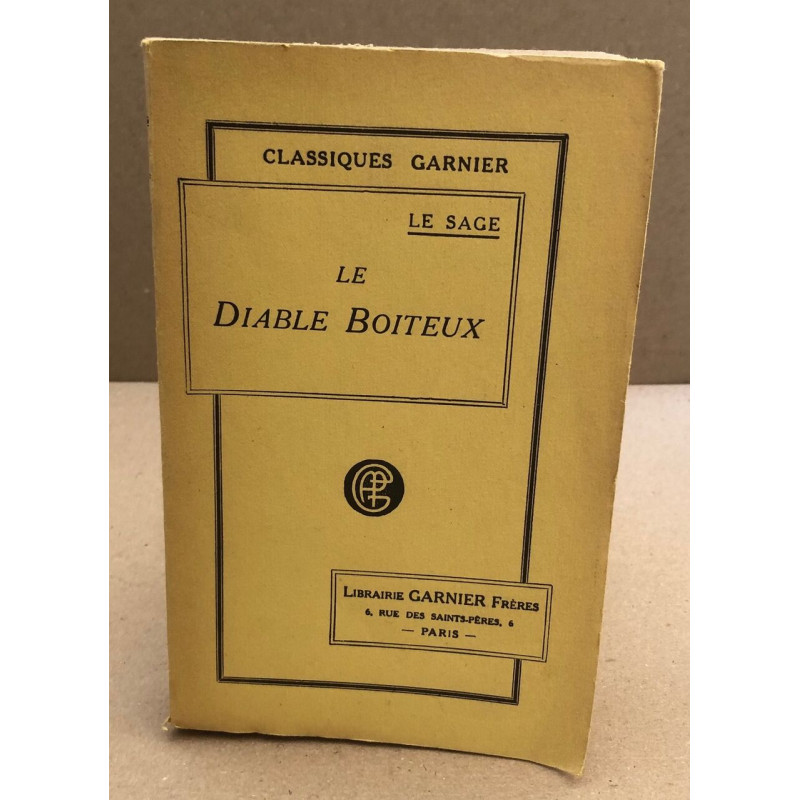 CLASSIQUES GARNIER
LE SAGE
LE
DIABLE BOITEUX
LIBRAIRIE GARNIER FRÈRES
6, RUE DES SAINTS-PÈRES, 6
— PARIS —